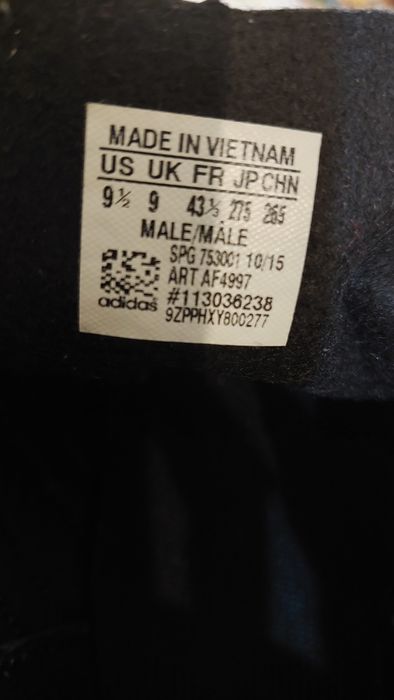 MADE IN VIETNAM
US UK FR JP CHN
9½ 9 43⅓ 275 265
MALE/MÂLE
SPG 753001 10/15
ART AF4997
adidas #113036238
9ZPPHXY800277